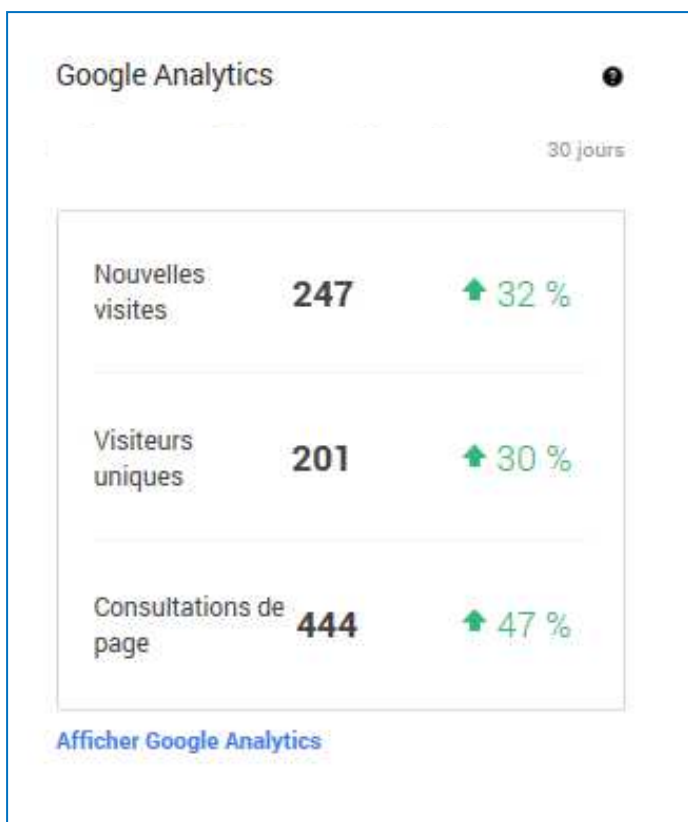 Google Analytics
30 jours
Nouvelles
visites
247
32 %
Visiteurs
uniques
201
30 %
Consultations de
page
444
47 %
Afficher Google Analytics